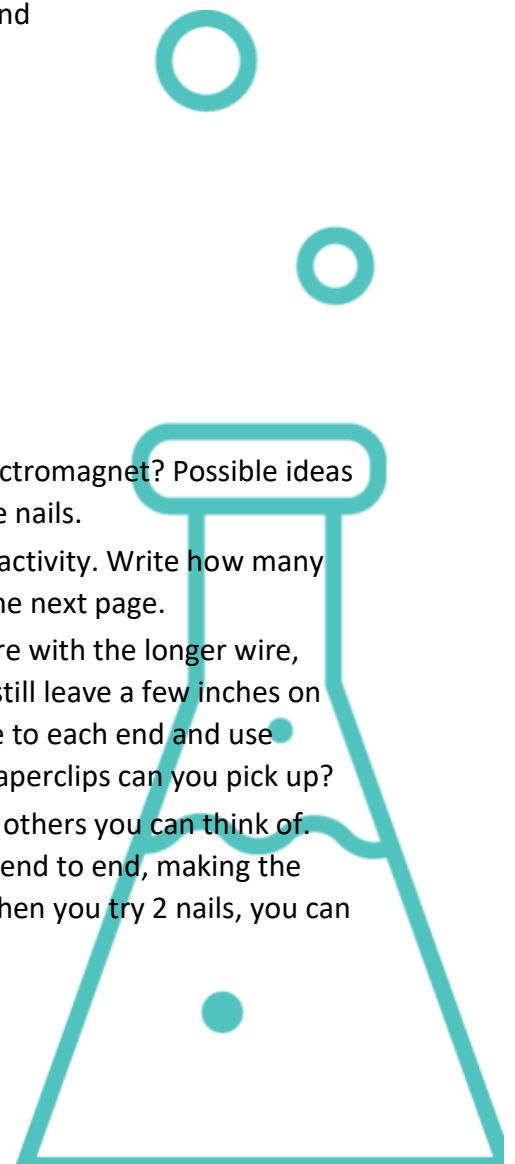 nd
ectromagnet? Possible ideas
e nails.
activity. Write how many
he next page.
re with the longer wire,
still leave a few inches on
e to each end and use
aperclips can you pick up?
others you can think of.
end to end, making the
hen you try 2 nails, you can